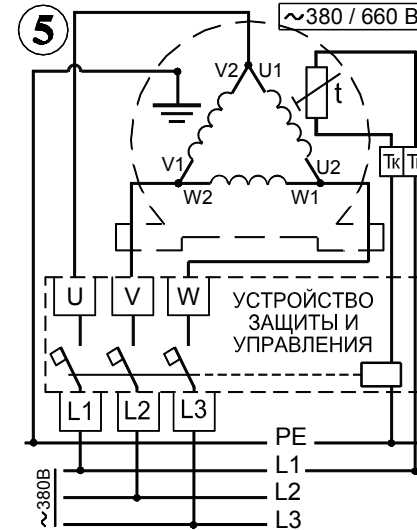 5
~380 / 660 В
V2 U1
t
V1 U2
W2 W1
Тк
U V W
УСТРОЙСТВО
ЗАЩИТЫ И
УПРАВЛЕНИЯ
L1 L2 L3
PE
L1
L2
L3
~380В